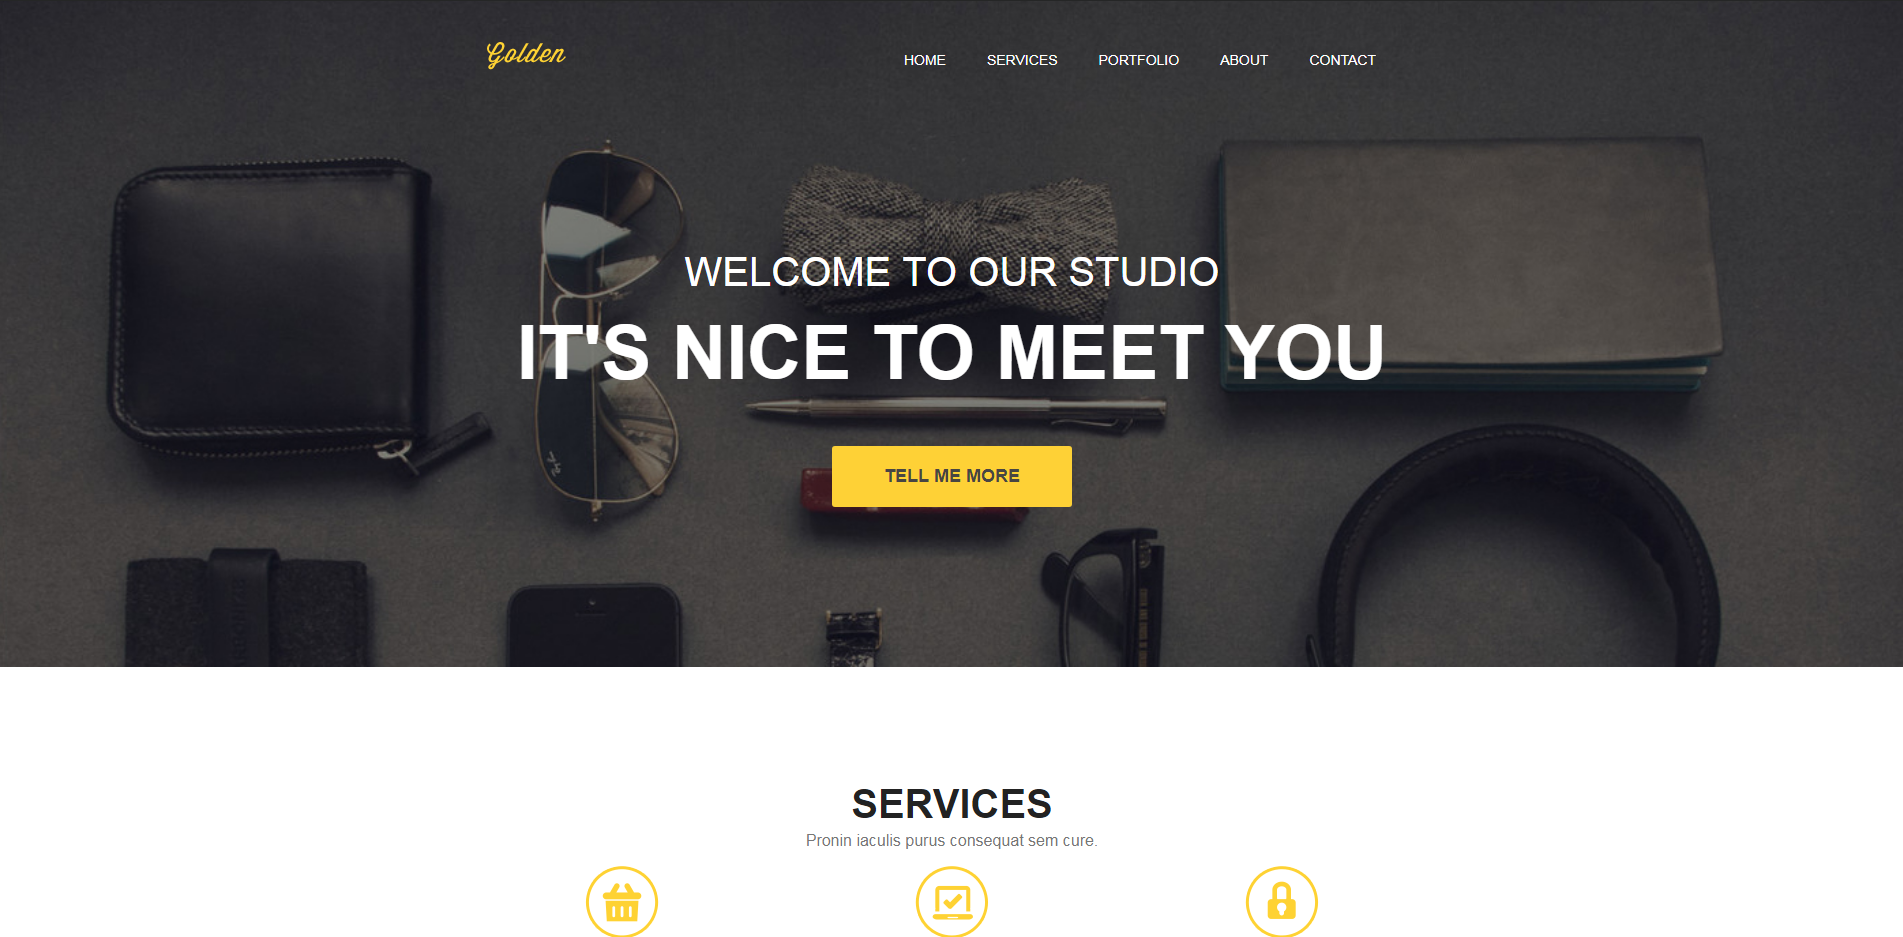 Golden
HOME SERVICES PORTFOLIO ABOUT CONTACT
WELCOME TO OUR STUDIO
IT'S NICE TO MEET YOU
TELL ME MORE
SERVICES
Pronin iaculis purus consequat sem cure.